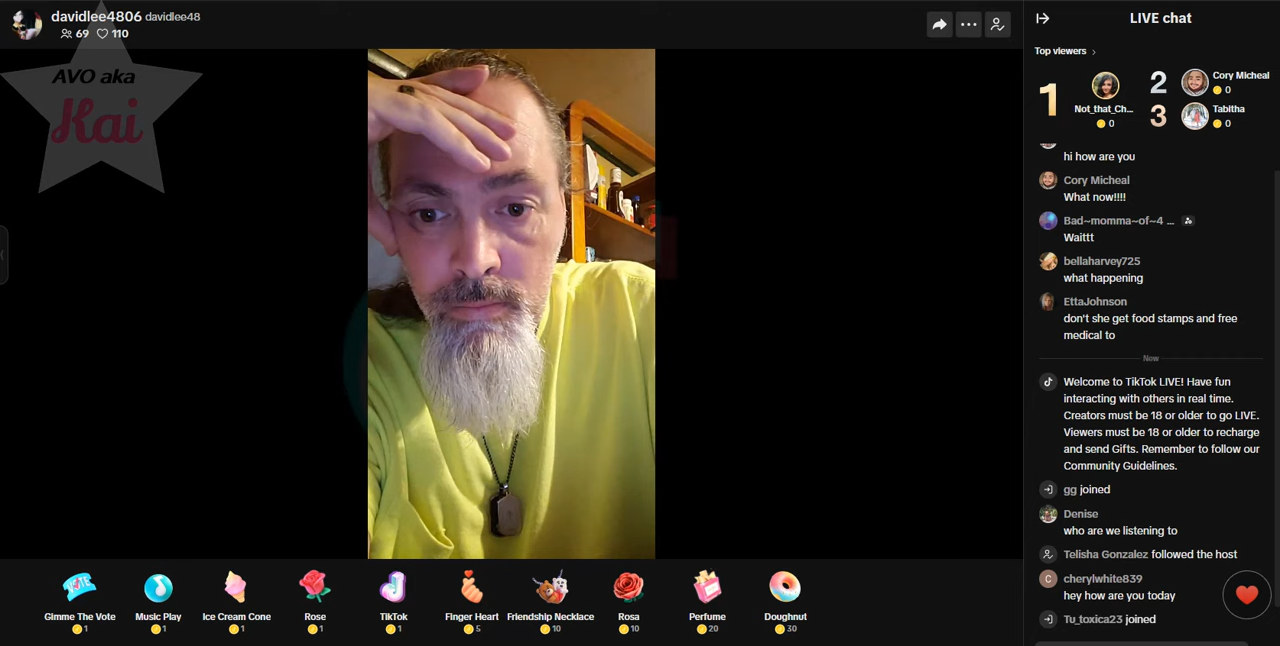 davidlee4806 davidlee48
69 110
AVO aka
Kai
LIVE chat
Top viewers
1
Not_that_Ch...
0
2
Cory Micheal
0
3
Tabitha
0
hi how are you
Cory Micheal
What now!!!!
Bad~momma~of~4 ...
Waittt
bellaharvey725
what happening
EttaJohnson
don't she get food stamps and free
medical to
Now
Welcome to TikTok LIVE! Have fun
interacting with others in real time.
Creators must be 18 or older to go LIVE.
Viewers must be 18 or older to recharge
and send Gifts. Remember to follow our
Community Guidelines.
gg joined
Denise
who are we listening to
Telisha Gonzalez followed the host
C cherylwhite839
hey how are you today
Tu_toxica23 joined
VOTE
Gimme The Vote
1
Music Play
1
Ice Cream Cone
1
Rose
1
TikTok
1
Finger Heart
5
Friendship Necklace
10
Rosa
10
Perfume
20
Doughnut
30